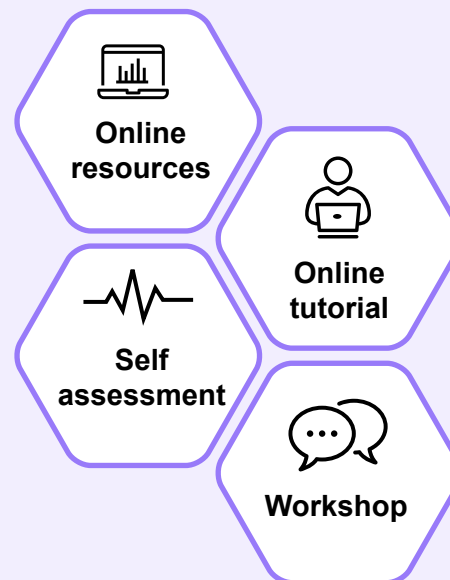 Online
resources
Online
tutorial
Self
assessment
Workshop